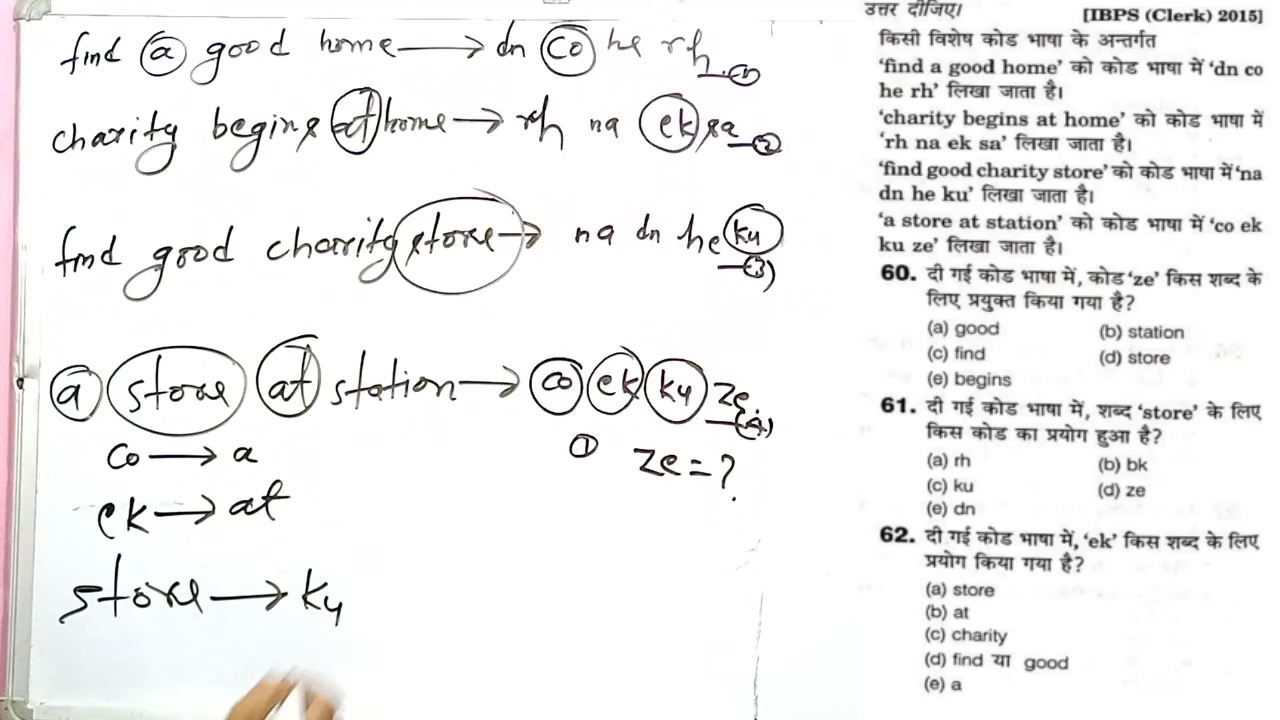 find a good home → dn co he rh -①
charity begins at home → rh na ek sa -②
find good charity store → na dn he ku -③
a store at station → co ek ku ze -④
co → a
① ze = ?
ek → at
store → ku
उत्तर दीजिए।
[IBPS (Clerk) 2015]
किसी विशेष कोड भाषा के अन्तर्गत
‘find a good home’ को कोड भाषा में ‘dn co
he rh’ लिखा जाता है।
‘charity begins at home’ को कोड भाषा में
‘rh na ek sa’ लिखा जाता है।
‘find good charity store’ को कोड भाषा में ‘na
dn he ku’ लिखा जाता है।
‘a store at station’ को कोड भाषा में ‘co ek
ku ze’ लिखा जाता है।
60. दी गई कोड भाषा में, कोड ‘ze’ किस शब्द के
लिए प्रयुक्त किया गया है?
(a) good (b) station
(c) find (d) store
(e) begins
61. दी गई कोड भाषा में, शब्द ‘store’ के लिए
किस कोड का प्रयोग हुआ है?
(a) rh (b) bk
(c) ku (d) ze
(e) dn
62. दी गई कोड भाषा में, ‘ek’ किस शब्द के लिए
प्रयोग किया गया है?
(a) store
(b) at
(c) charity
(d) find या good
(e) a